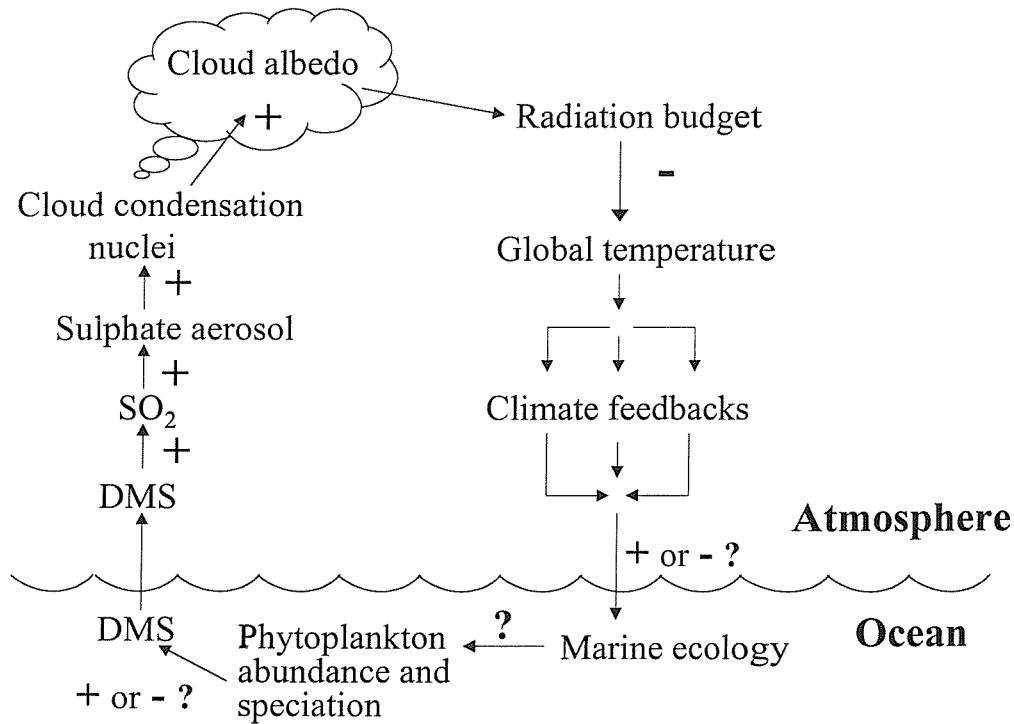 Cloud albedo
+
Radiation budget
-
Cloud condensation
nuclei
Global temperature
+
Sulphate aerosol
+
SO₂
Climate feedbacks
+
DMS
Atmosphere
+ or - ?
DMS
Phytoplankton
abundance and
speciation
?
Marine ecology
Ocean
+ or - ?